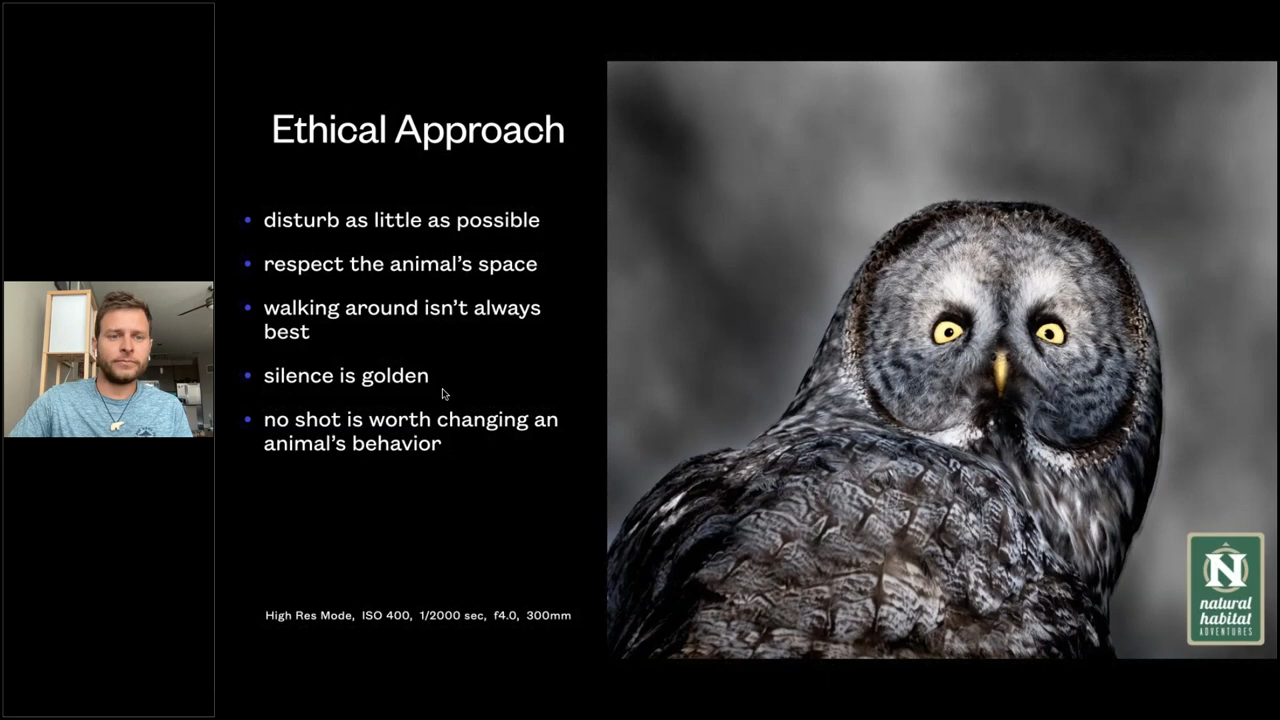 Ethical Approach
• disturb as little as possible
• respect the animal’s space
• walking around isn’t always
best
• silence is golden
• no shot is worth changing an
animal’s behavior
High Res Mode, ISO 400, 1/2000 sec, f4.0, 300mm
N
natural
habitat
ADVENTURES